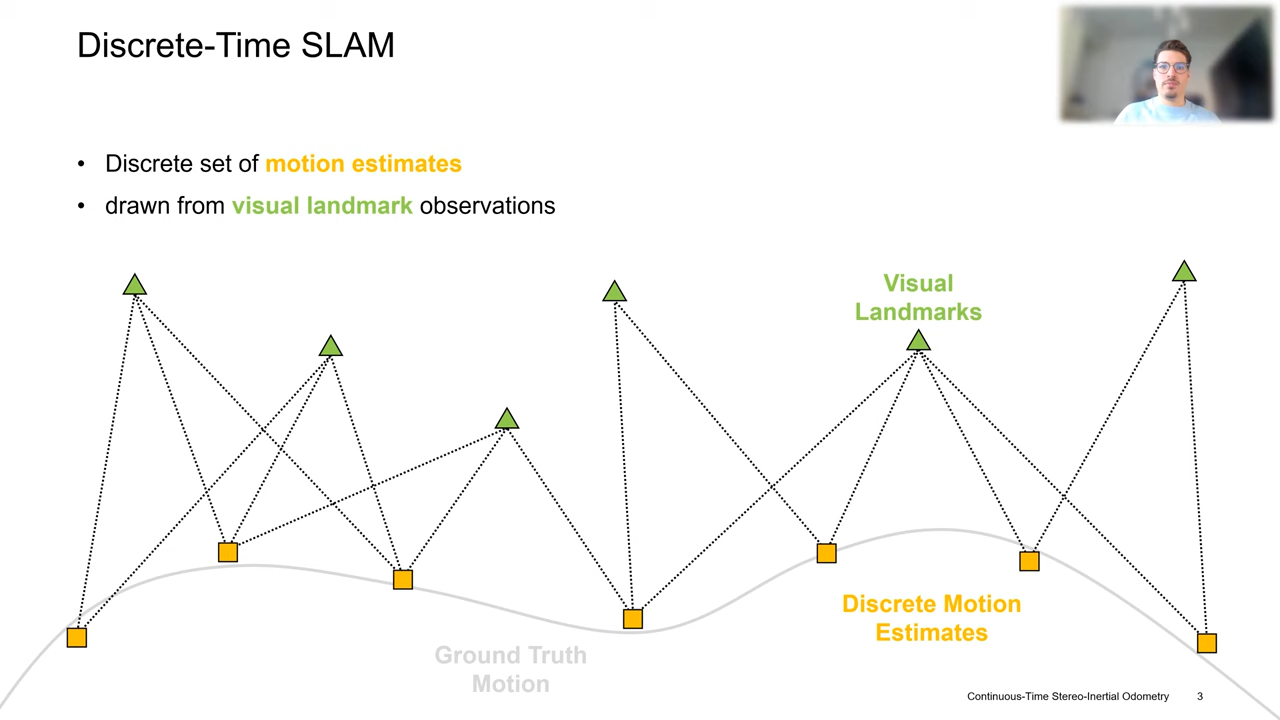 Discrete-Time SLAM
• Discrete set of motion estimates
• drawn from visual landmark observations
Visual
Landmarks
Discrete Motion
Estimates
Ground Truth
Motion
Continuous-Time Stereo-Inertial Odometry 3